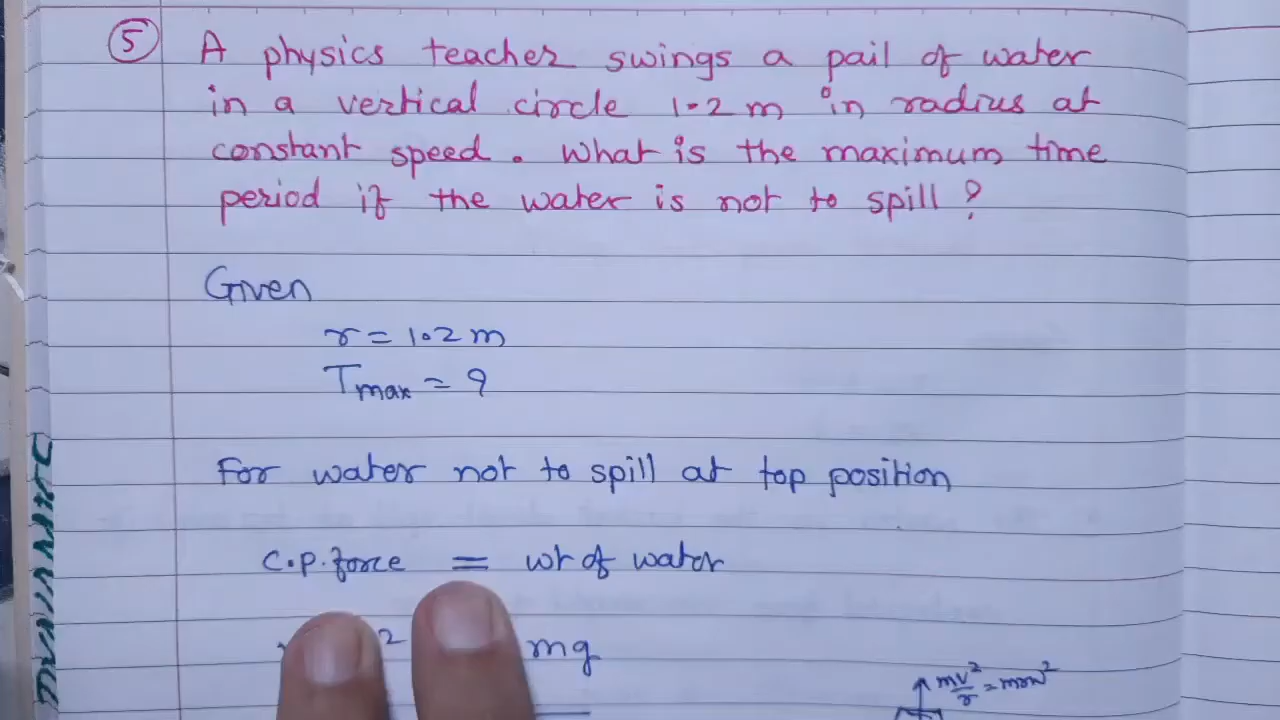 5 A physics teacher swings a pail of water
in a vertical circle 1.2 m in radius at
constant speed. What is the maximum time
period if the water is not to spill?
Given
r = 1.2 m
Tmax = ?
For water not to spill at top position
C.P. force = wt of water
2 mg
mv²/r = mrω²